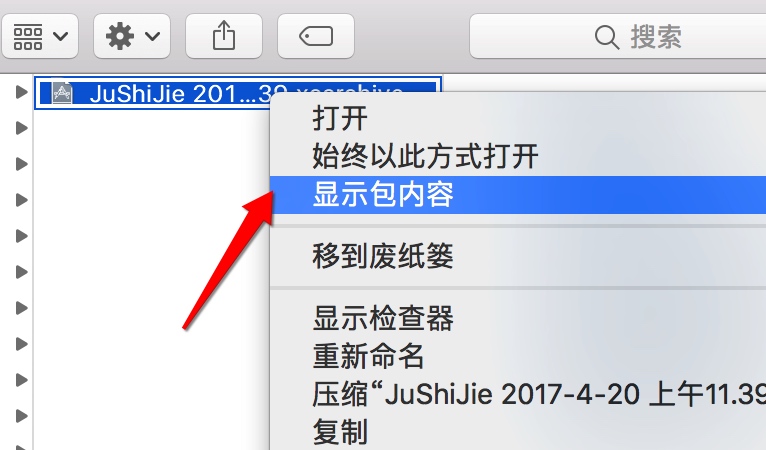 搜索
JuShiJie 201...39.xcarchive
打开
始终以此方式打开
显示包内容
移到废纸篓
显示检查器
重新命名
压缩“JuShiJie 2017-4-20 上午11.39
复制